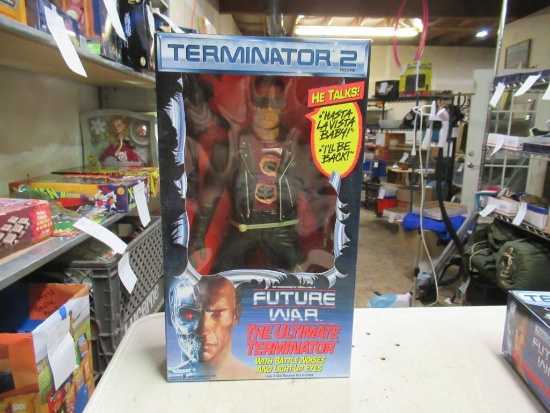 TERMINATOR 2
HE TALKS!
"HASTA
LA VISTA
BABY!"
"I'LL BE
BACK!"
FUTURE
WAR
THE ULTIMATE
TERMINATOR
WITH BATTLE NOISES
AND LIGHT-UP EYES